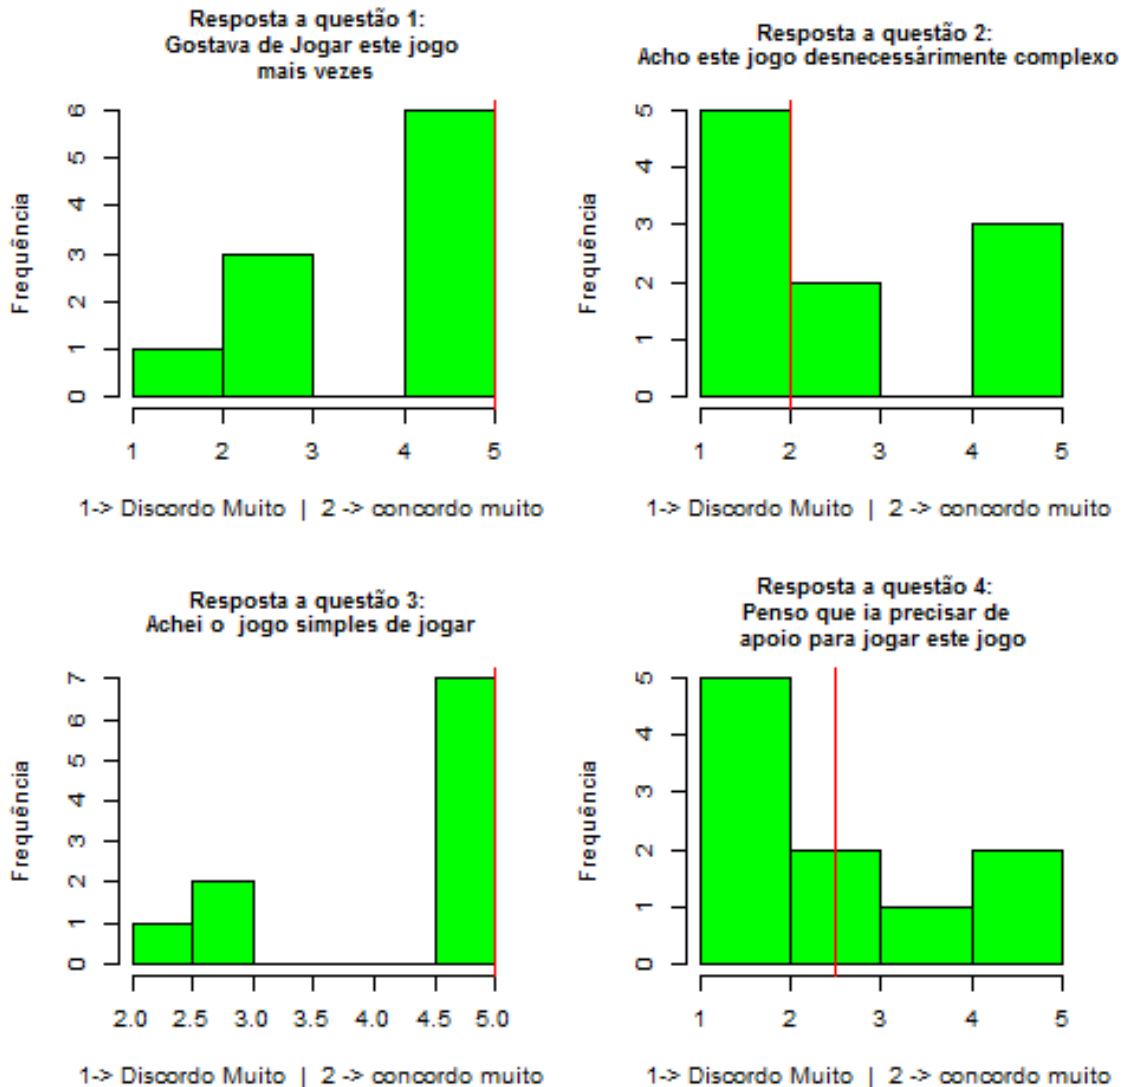 Resposta a questão 1:
Gostava de Jogar este jogo
mais vezes
Frequência
6
5
4
3
2
1
0
1 2 3 4 5
1-> Discordo Muito | 2 -> concordo muito
Resposta a questão 2:
Acho este jogo desnecessárimente complexo
Frequência
5
4
3
2
1
0
1 2 3 4 5
1-> Discordo Muito | 2 -> concordo muito
Resposta a questão 3:
Achei o jogo simples de jogar
Frequência
7
6
5
4
3
2
1
0
2.0 2.5 3.0 3.5 4.0 4.5 5.0
1-> Discordo Muito | 2 -> concordo muito
Resposta a questão 4:
Penso que ia precisar de
apoio para jogar este jogo
Frequência
5
4
3
2
1
0
1 2 3 4 5
1-> Discordo Muito | 2 -> concordo muito